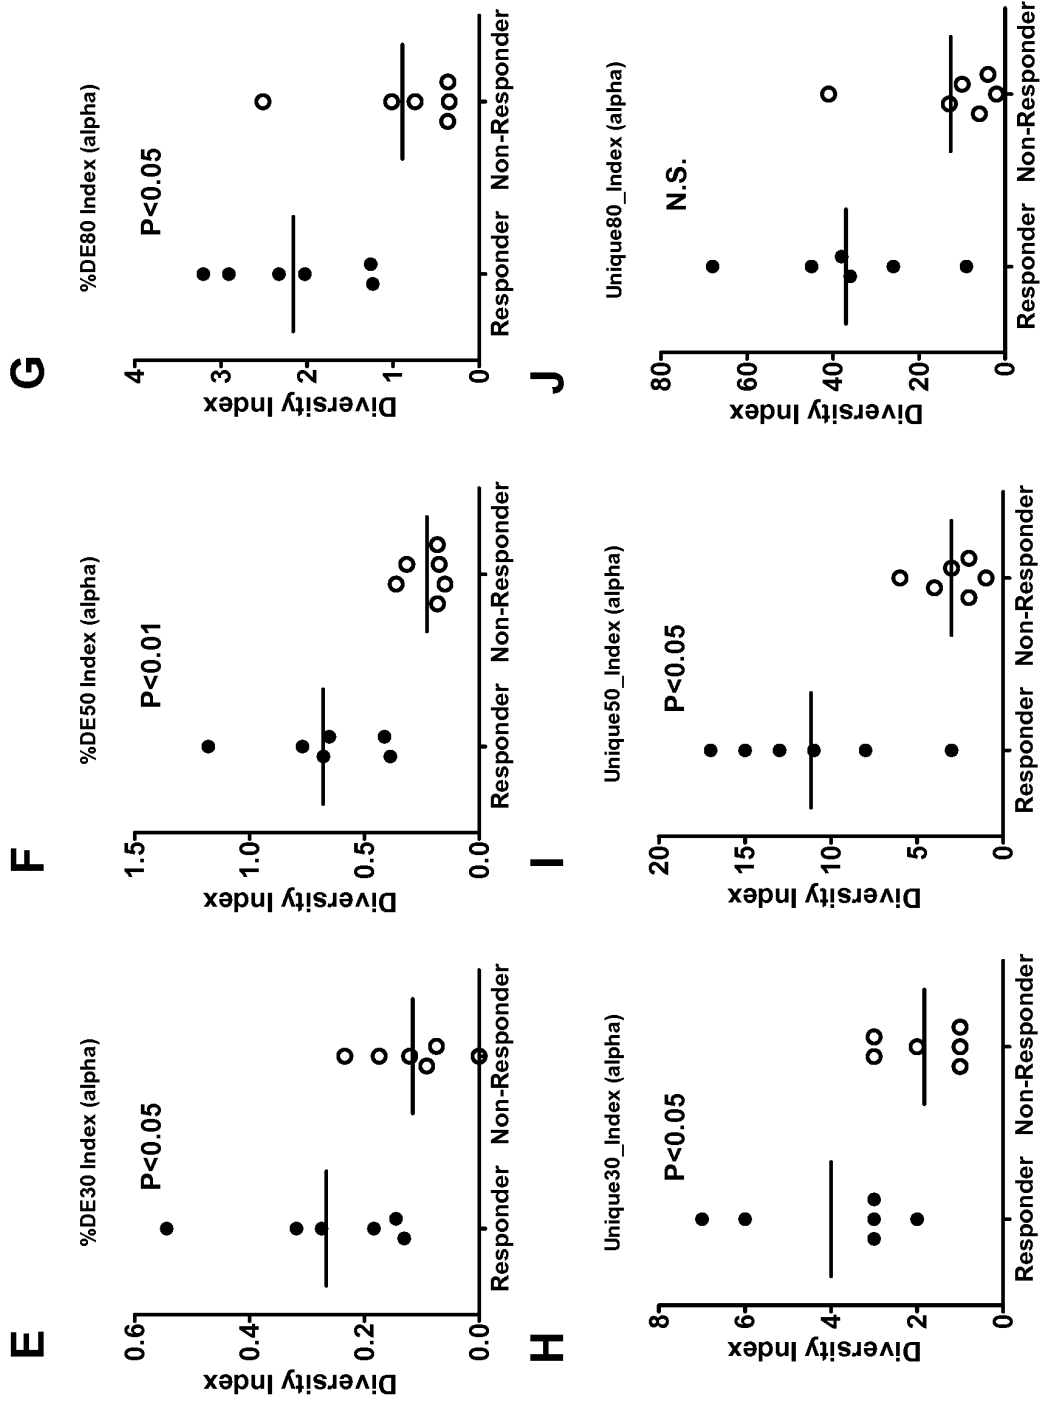 E
%DE30 Index (alpha)
P<0.05
Diversity Index
0.6
0.4
0.2
0.0
Responder Non-Responder
F
%DE50 Index (alpha)
P<0.01
Diversity Index
1.5
1.0
0.5
0.0
Responder Non-Responder
G
%DE80 Index (alpha)
P<0.05
Diversity Index
4
3
2
1
0
Responder Non-Responder
H
Unique30_Index (alpha)
P<0.05
Diversity Index
8
6
4
2
0
Responder Non-Responder
I
Unique50_Index (alpha)
P<0.05
Diversity Index
20
15
10
5
0
Responder Non-Responder
J
Unique80_Index (alpha)
N.S.
Diversity Index
80
60
40
20
0
Responder Non-Responder